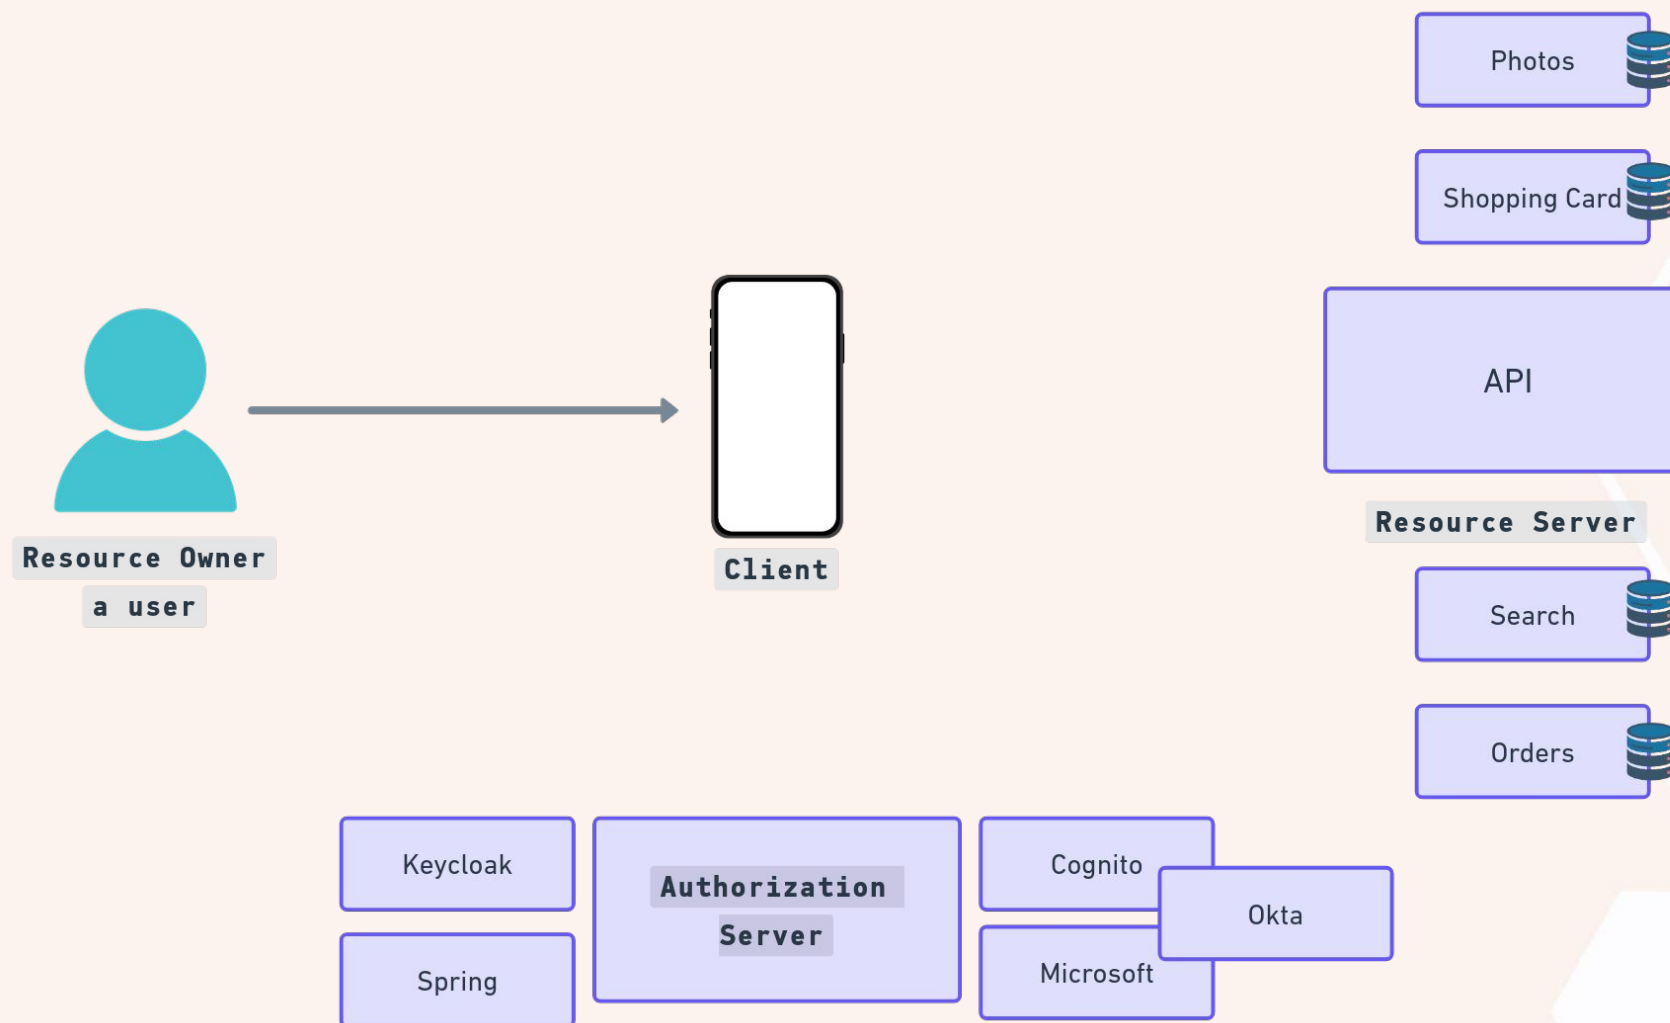 Photos
Shopping Card
API
Resource Server
Resource Owner
a user
Client
Search
Orders
Keycloak
Authorization
Server
Cognito
Okta
Spring
Microsoft